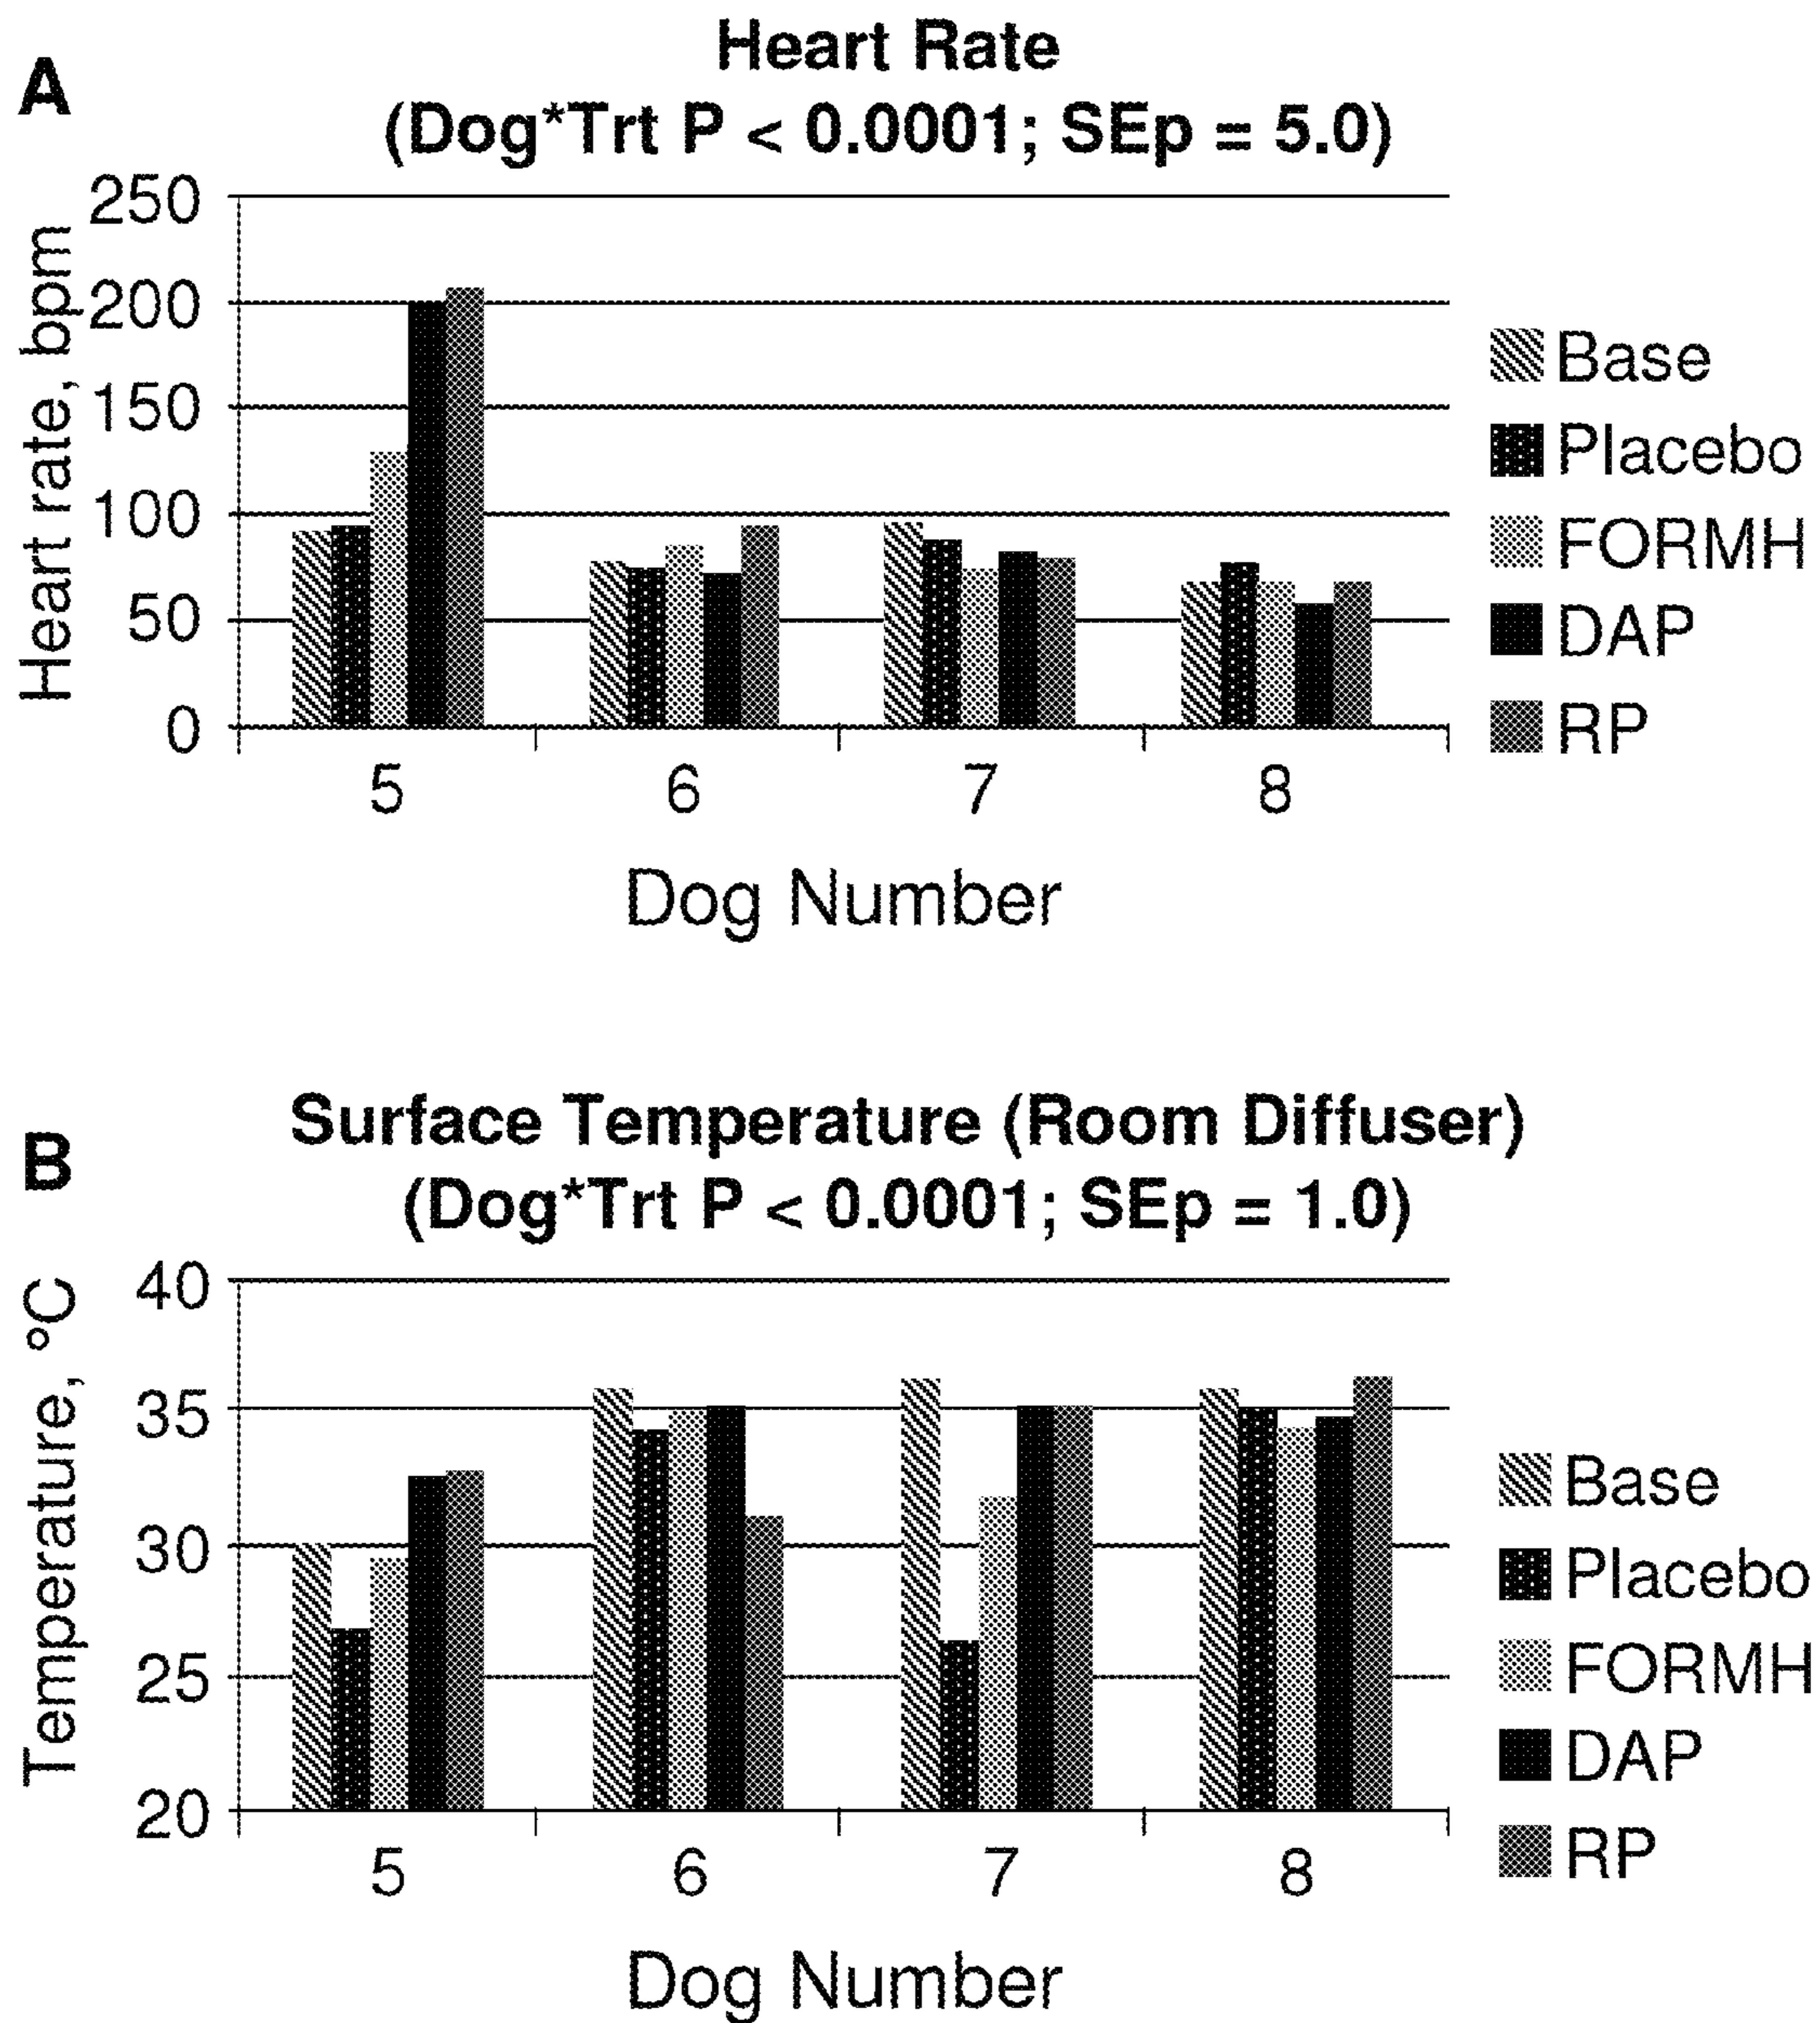 A
Heart Rate
(Dog*Trt P < 0.0001; SEp = 5.0)
Heart rate, bpm
250
200
150
100
50
0
5 6 7 8
Dog Number
Base
Placebo
FORMH
DAP
RP
B
Surface Temperature (Room Diffuser)
(Dog*Trt P < 0.0001; SEp = 1.0)
Temperature, °C
40
35
30
25
20
5 6 7 8
Dog Number
Base
Placebo
FORMH
DAP
RP